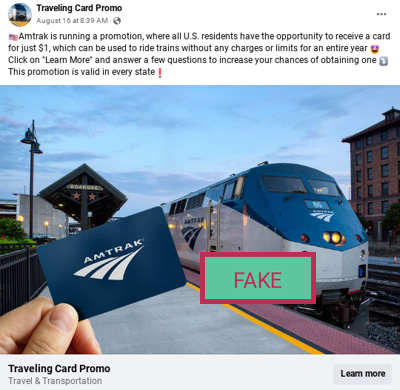 Traveling Card Promo
August 16 at 8:39 AM ·
🇺🇸Amtrak is running a promotion, where all U.S. residents have the opportunity to receive a card
for just $1, which can be used to ride trains without any charges or limits for an entire year 🤩
Click on "Learn More" and answer a few questions to increase your chances of obtaining one ⤵️
This promotion is valid in every state❗
ROANOKE
86
AMTRAK
FAKE
Traveling Card Promo
Travel & Transportation
Learn more